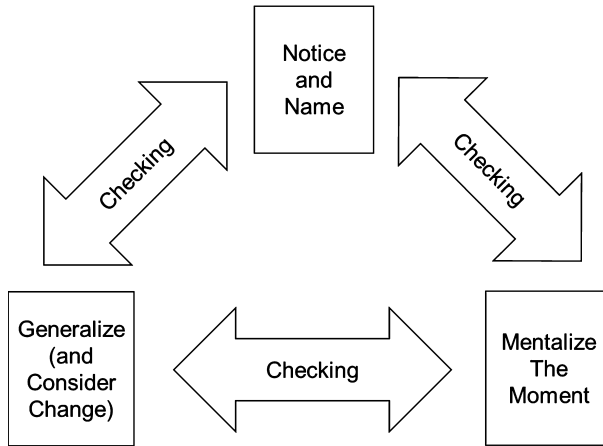 Notice
and
Name
Checking
Checking
Generalize
(and
Consider
Change)
Checking
Mentalize
The
Moment